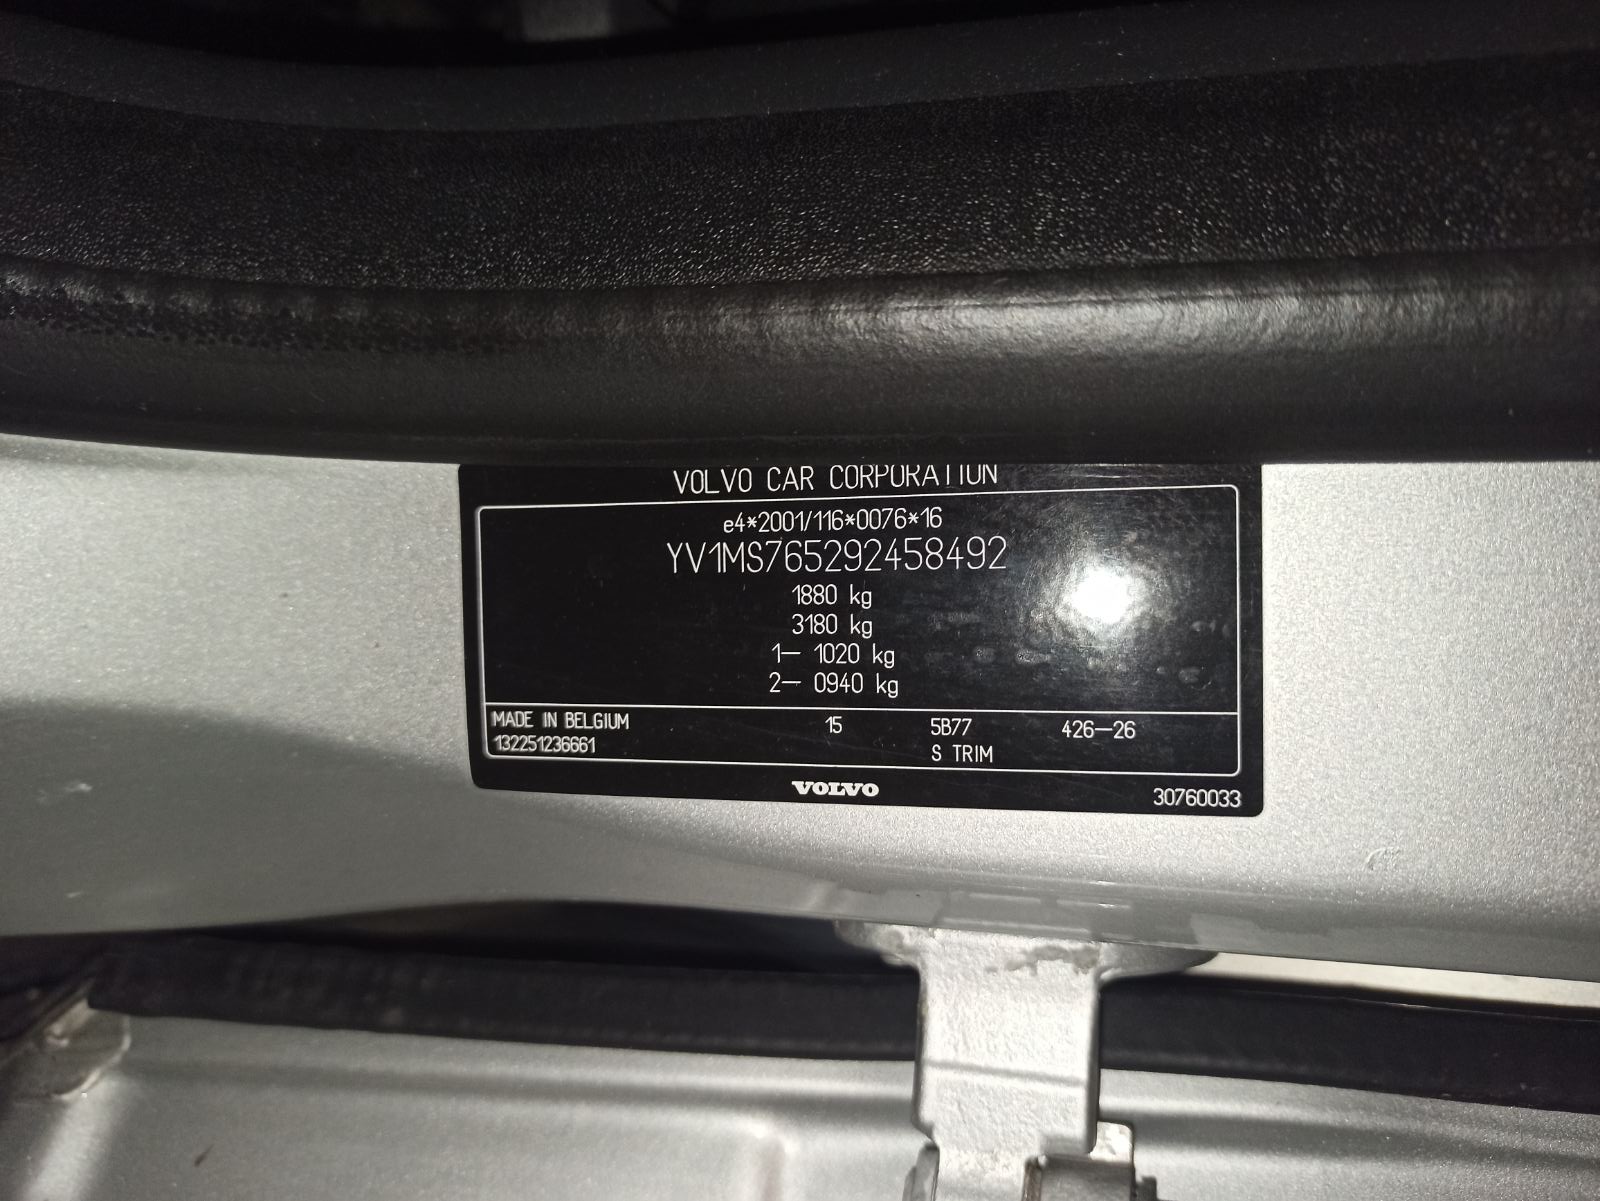 VOLVO CAR CORPORATION
e4*2001/116*0076*16
YV1MS765292458492
1880 kg
3180 kg
1— 1020 kg
2— 0940 kg
MADE IN BELGIUM 15 5B77 426—26
132251236661 S TRIM
VOLVO
30760033